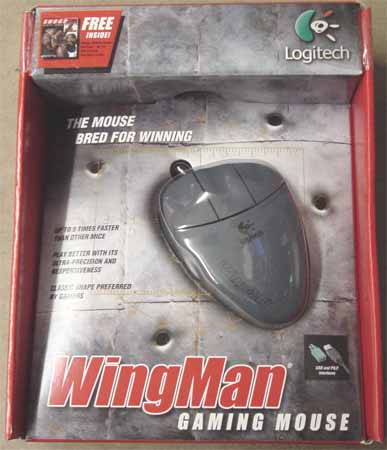 FREE
INSIDE!
Logitech
THE MOUSE
BRED FOR WINNING
UP TO 5 TIMES FASTER
THAN OTHER MICE
PLAY BETTER WITH ITS
ULTRA-PRECISION AND
RESPONSIVENESS
CLASSIC SHAPE PREFERRED
BY GAMERS
USB and PS/2
Interfaces
WingMan®
GAMING MOUSE